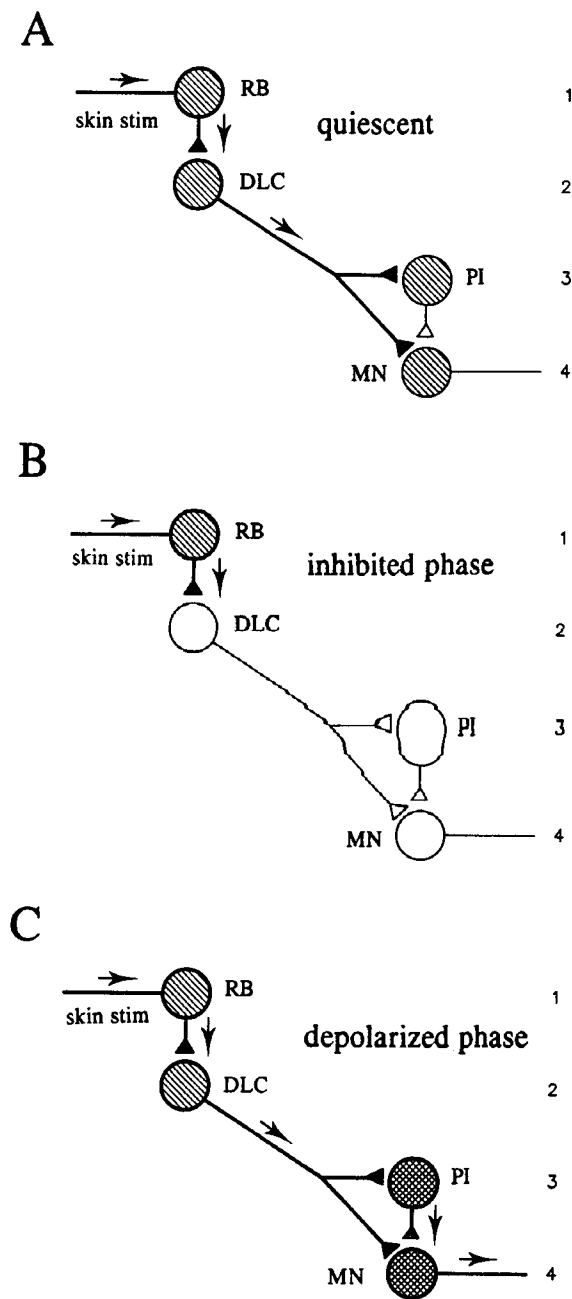 A
RB
1
skin stim
quiescent
DLC
2
PI
3
MN
4
B
RB
1
skin stim
inhibited phase
DLC
2
PI
3
MN
4
C
RB
1
skin stim
depolarized phase
DLC
2
PI
3
MN
4